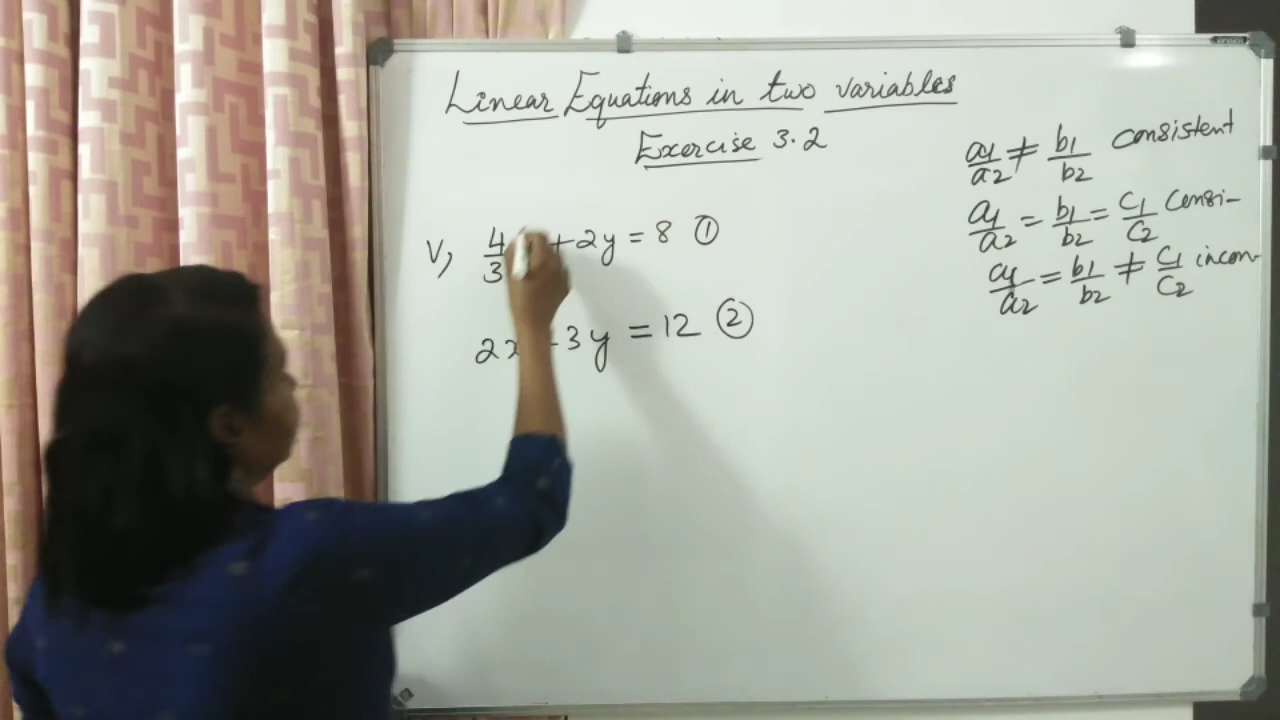 Linear Equations in two variables
Exercise 3.2
V, 4/3 +2y = 8 ①
2x 3y = 12 ②
a1/a2 ≠ b1/b2 consistent
a1/a2 = b1/b2 = c1/c2 Consi-
a1/a2 = b1/b2 ≠ c1/c2 incon-